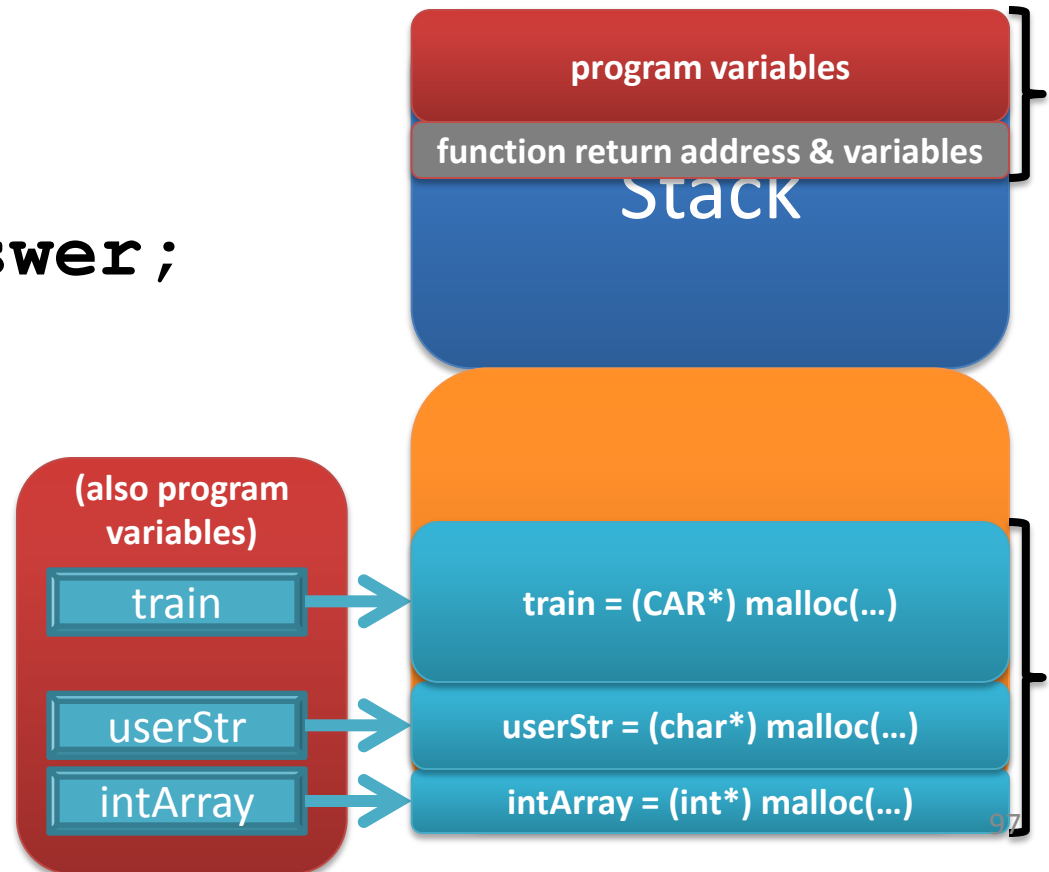 program variables
function return address & variables
Stack
swer;
(also program
variables)
train
train = (CAR*) malloc(…)
userStr
userStr = (char*) malloc(…)
intArray
intArray = (int*) malloc(…)
97